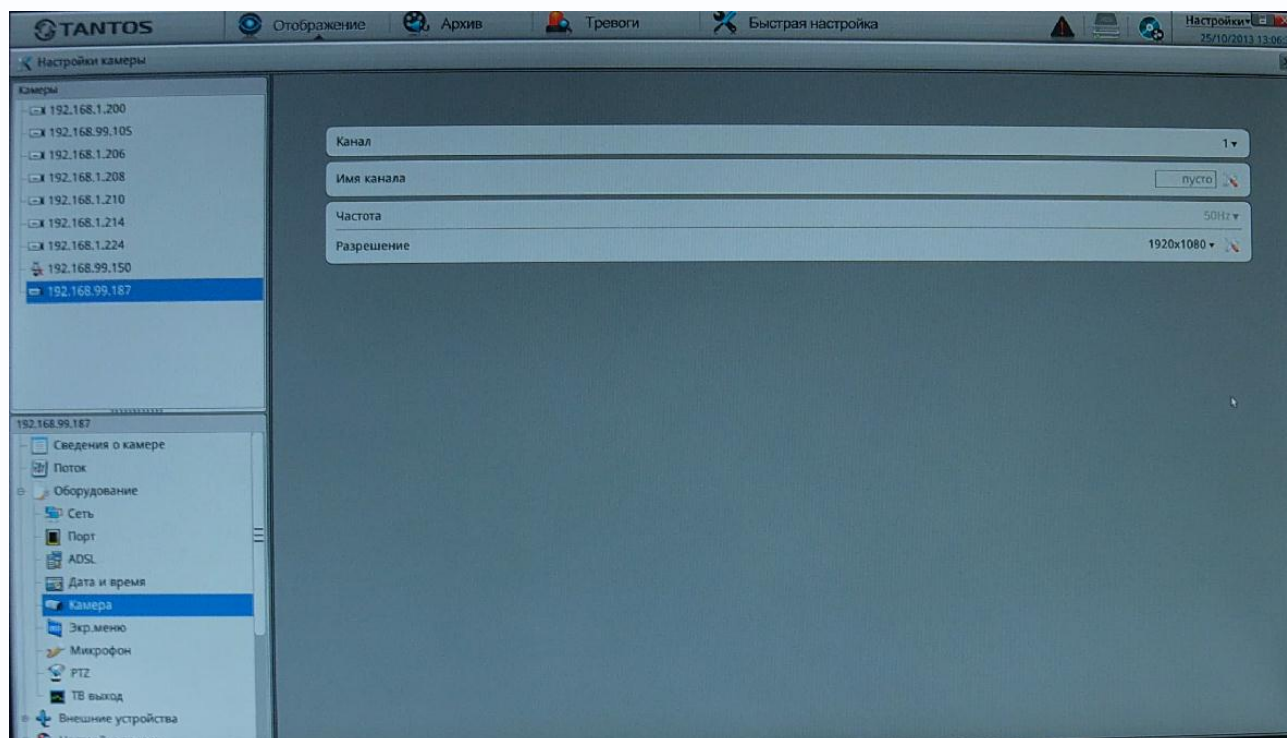 TANTOS
Отображение
Архив
Тревоги
Быстрая настройка
Настройки
25/10/2013 13:06:
Настройки камеры
Камеры
192.168.1.200
192.168.99.105
192.168.1.206
192.168.1.208
192.168.1.210
192.168.1.214
192.168.1.224
192.168.99.150
192.168.99.187
Канал 1
Имя канала пусто
Частота 50Hz
Разрешение 1920x1080
192.168.99.187
Сведения о камере
Поток
Оборудование
Сеть
Порт
ADSL
Дата и время
Камера
Экр.меню
Микрофон
PTZ
ТВ выход
Внешние устройства